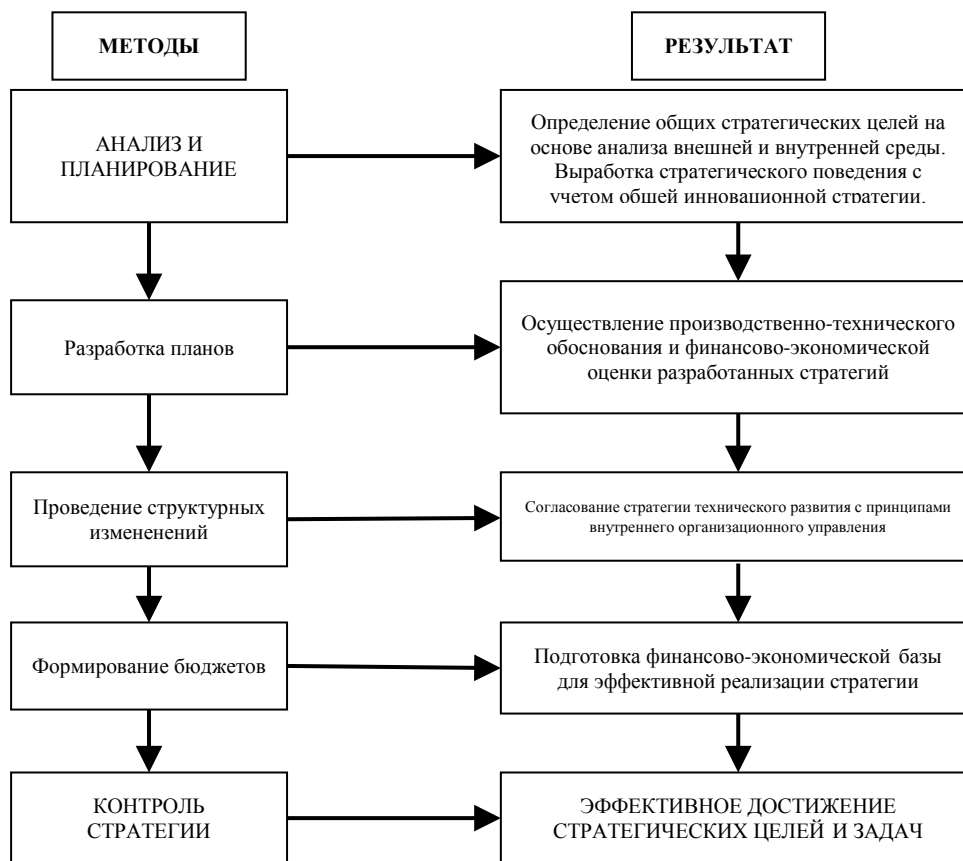 МЕТОДЫ
РЕЗУЛЬТАТ
АНАЛИЗ И
ПЛАНИРОВАНИЕ
Определение общих стратегических целей на
основе анализа внешней и внутренней среды.
Выработка стратегического поведения с
учетом общей инновационной стратегии.
Разработка планов
Осуществление производственно-технического
обоснования и финансово-экономической
оценки разработанных стратегий
Проведение структурных
измененений
Согласование стратегии технического развития с принципами
внутреннего организационного управления
Формирование бюджетов
Подготовка финансово-экономической базы
для эффективной реализации стратегии
КОНТРОЛЬ
СТРАТЕГИИ
ЭФФЕКТИВНОЕ ДОСТИЖЕНИЕ
СТРАТЕГИЧЕСКИХ ЦЕЛЕЙ И ЗАДАЧ